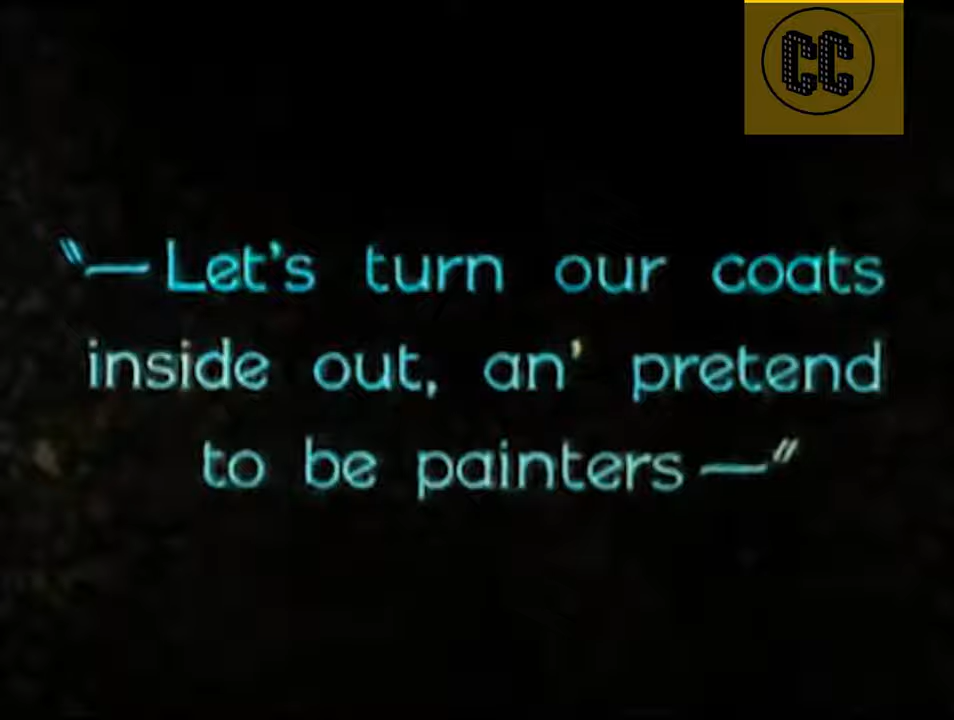 CC
"—Let's turn our coats
inside out, an' pretend
to be painters—"